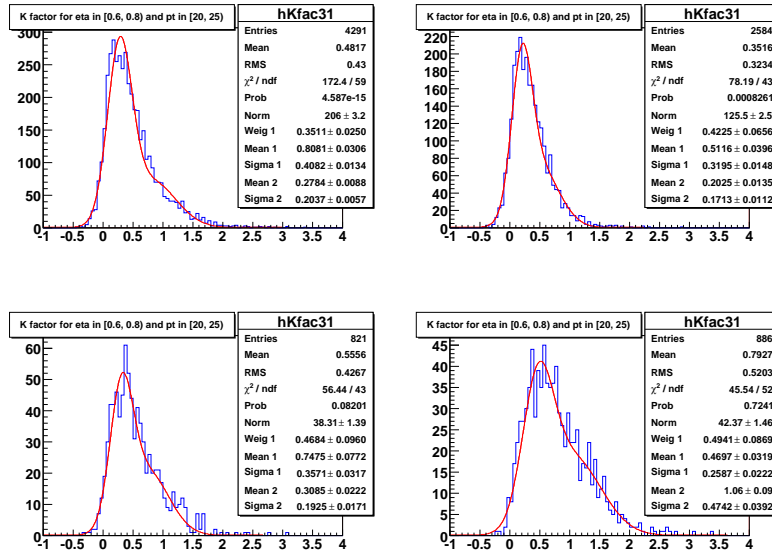 K factor for eta in [0.6, 0.8) and pt in [20, 25)
hKfac31
Entries 4291
Mean 0.4817
RMS 0.43
χ² / ndf 172.4 / 59
Prob 4.587e-15
Norm 206 ± 3.2
Weig 1 0.3511 ± 0.0250
Mean 1 0.8081 ± 0.0306
Sigma 1 0.4082 ± 0.0134
Mean 2 0.2784 ± 0.0088
Sigma 2 0.2037 ± 0.0057
300
250
200
150
100
50
0
-1 -0.5 0 0.5 1 1.5 2 2.5 3 3.5 4
K factor for eta in [0.6, 0.8) and pt in [20, 25)
hKfac31
Entries 2584
Mean 0.3516
RMS 0.3234
χ² / ndf 78.19 / 43
Prob 0.0008261
Norm 125.5 ± 2.5
Weig 1 0.4225 ± 0.0656
Mean 1 0.5116 ± 0.0396
Sigma 1 0.3195 ± 0.0148
Mean 2 0.2025 ± 0.0135
Sigma 2 0.1713 ± 0.0112
220
200
180
160
140
120
100
80
60
40
20
0
-1 -0.5 0 0.5 1 1.5 2 2.5 3 3.5 4
K factor for eta in [0.6, 0.8) and pt in [20, 25)
hKfac31
Entries 821
Mean 0.5556
RMS 0.4267
χ² / ndf 56.44 / 43
Prob 0.08201
Norm 38.31 ± 1.39
Weig 1 0.4684 ± 0.0960
Mean 1 0.7475 ± 0.0772
Sigma 1 0.3571 ± 0.0317
Mean 2 0.3085 ± 0.0222
Sigma 2 0.1925 ± 0.0171
60
50
40
30
20
10
0
-1 -0.5 0 0.5 1 1.5 2 2.5 3 3.5 4
K factor for eta in [0.6, 0.8) and pt in [20, 25)
hKfac31
Entries 886
Mean 0.7927
RMS 0.5203
χ² / ndf 45.54 / 52
Prob 0.7241
Norm 42.37 ± 1.46
Weig 1 0.4941 ± 0.0869
Mean 1 0.4697 ± 0.0319
Sigma 1 0.2587 ± 0.0222
Mean 2 1.06 ± 0.09
Sigma 2 0.4742 ± 0.0392
45
40
35
30
25
20
15
10
5
0
-1 -0.5 0 0.5 1 1.5 2 2.5 3 3.5 4